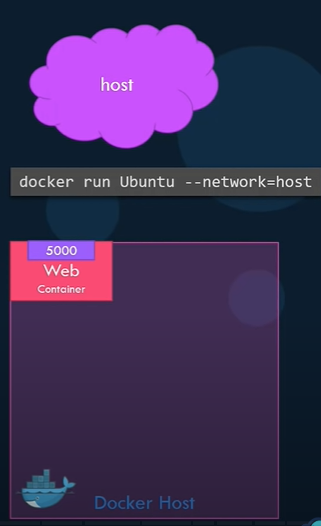 host
docker run Ubuntu --network=host
5000
Web
Container
Docker Host